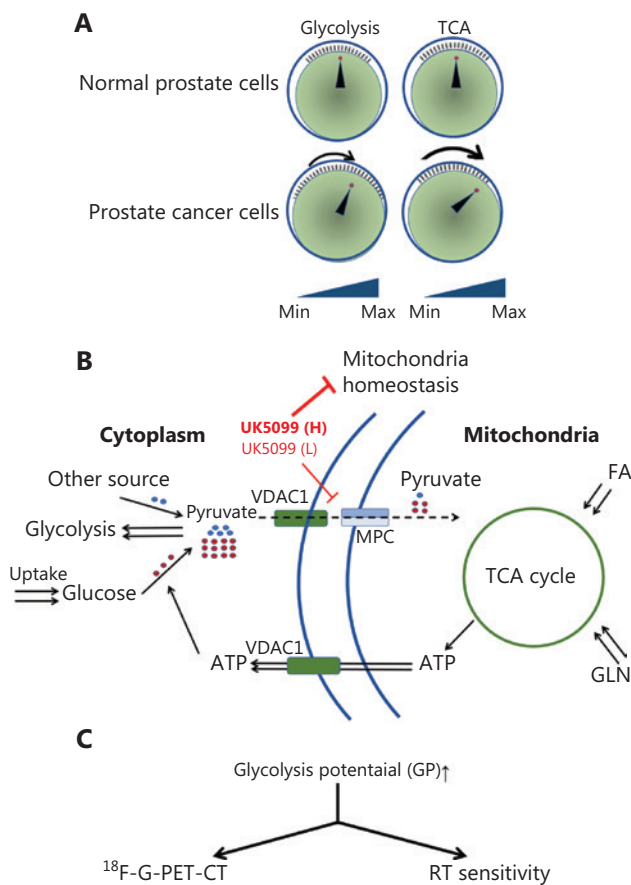 A
Glycolysis
TCA
Normal prostate cells
Prostate cancer cells
Min
Max
Min
Max
B
Mitochondria
homeostasis
UK5099 (H)
UK5099 (L)
Cytoplasm
Mitochondria
Other source
Pyruvate
VDAC1
Pyruvate
FA
Glycolysis
MPC
Uptake
Glucose
TCA cycle
ATP
VDAC1
ATP
GLN
C
Glycolysis potentaial (GP)↑
¹⁸F-G-PET-CT
RT sensitivity